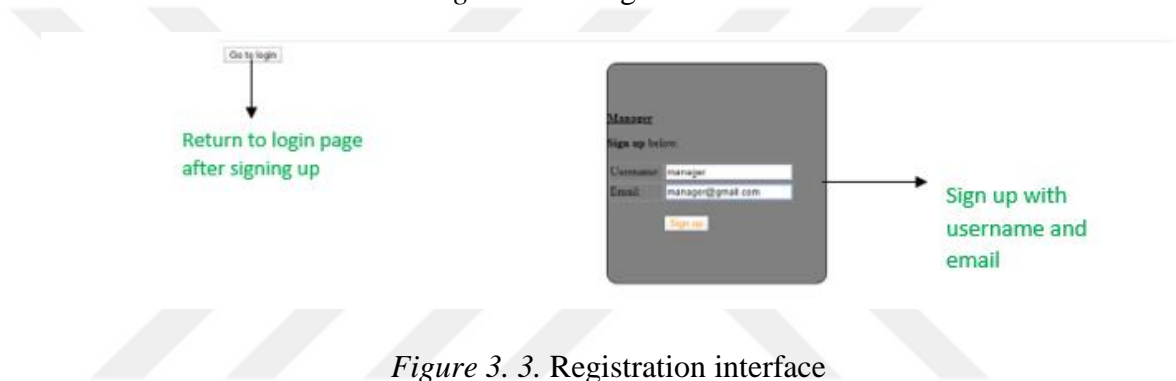 Go to login
Return to login page
after signing up
Manager
Sign up below:
Username: manager
Email: manager@gmail.com
Sign up
Sign up with
username and
email
Figure 3. 3. Registration interface